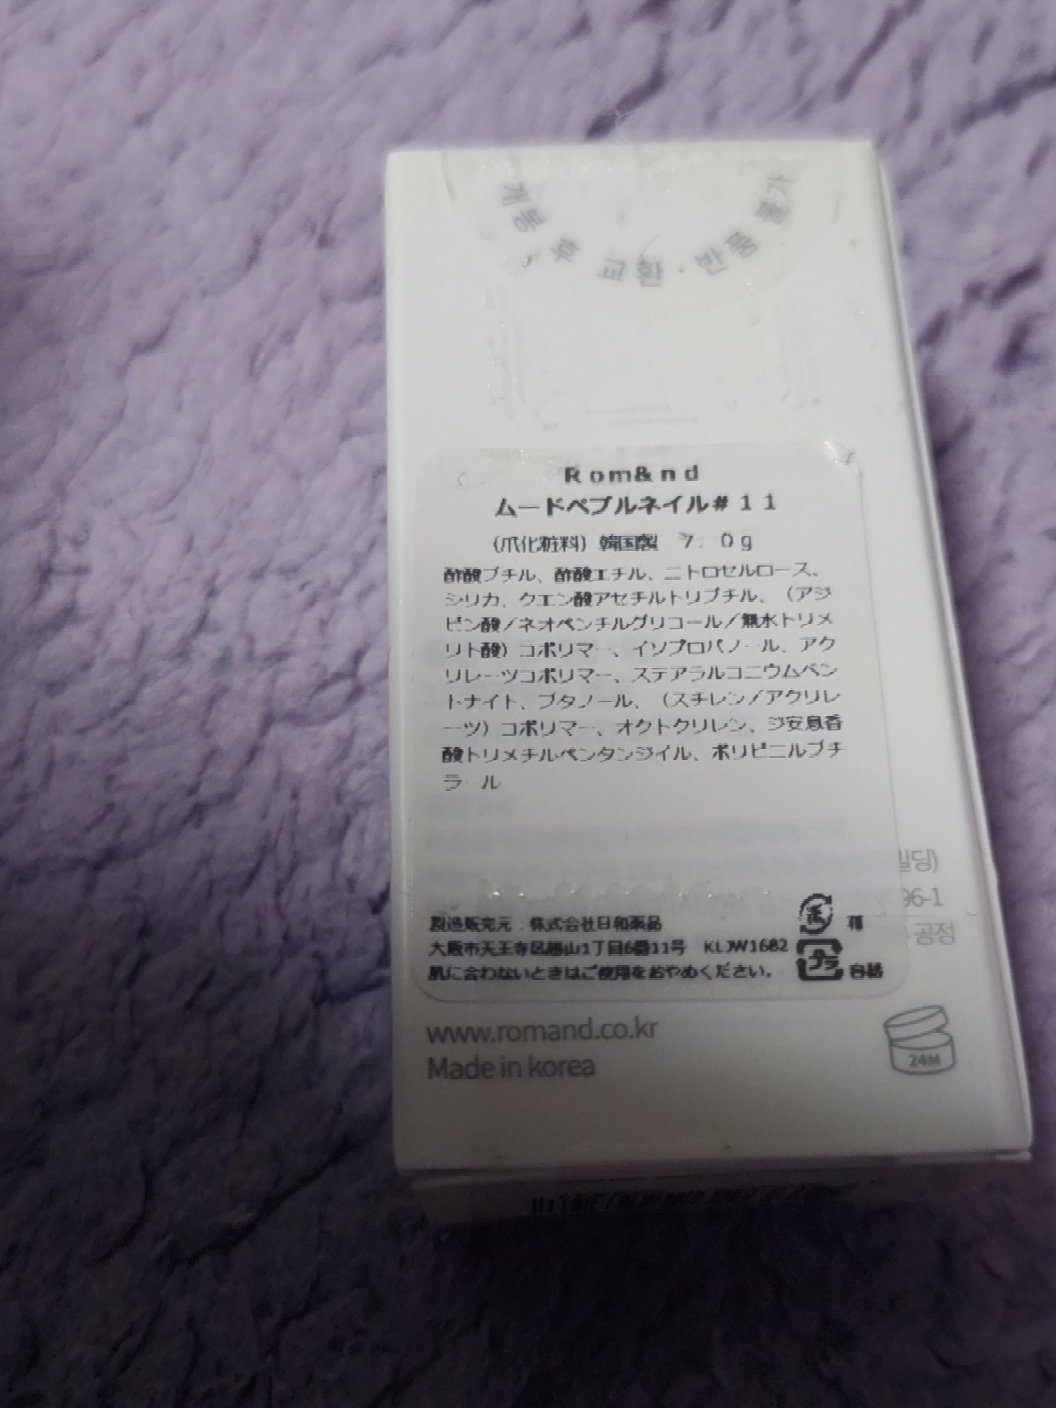 개봉 후 교환·반품 불가
Rom&nd
ムードペブルネイル#11
(爪化粧料) 韓国製 7.0g
酢酸ブチル、酢酸エチル、ニトロセルロース、
シリカ、クエン酸アセチルトリブチル、(アジ
ピン酸/ネオペンチルグリコール/無水トリメ
リト酸)コポリマー、イソプロパノール、アク
リレーツコポリマー、ステアラルコニウムベン
トナイト、ブタノール、(スチレン/アクリレ
ーツ)コポリマー、オクトクリレン、ジ安息香
酸トリメチルペンタンジイル、ポリビニルブチ
ラール
빌딩)
96-1
공정
製造販売元:株式会社日和薬品
大阪市天王寺区勝山1丁目6番11号 KLJW1602
肌に合わないときはご使用をおやめください。
箱
プラ 容器
www.romand.co.kr
Made in korea
24M